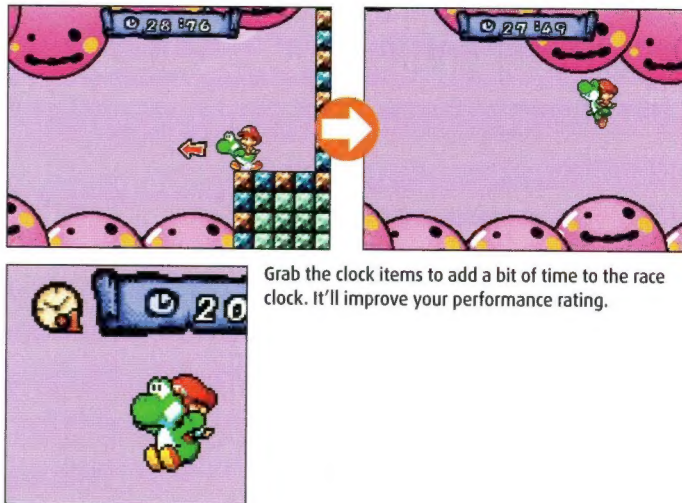 28:76
27:69
20
Grab the clock items to add a bit of time to the race
clock. It'll improve your performance rating.